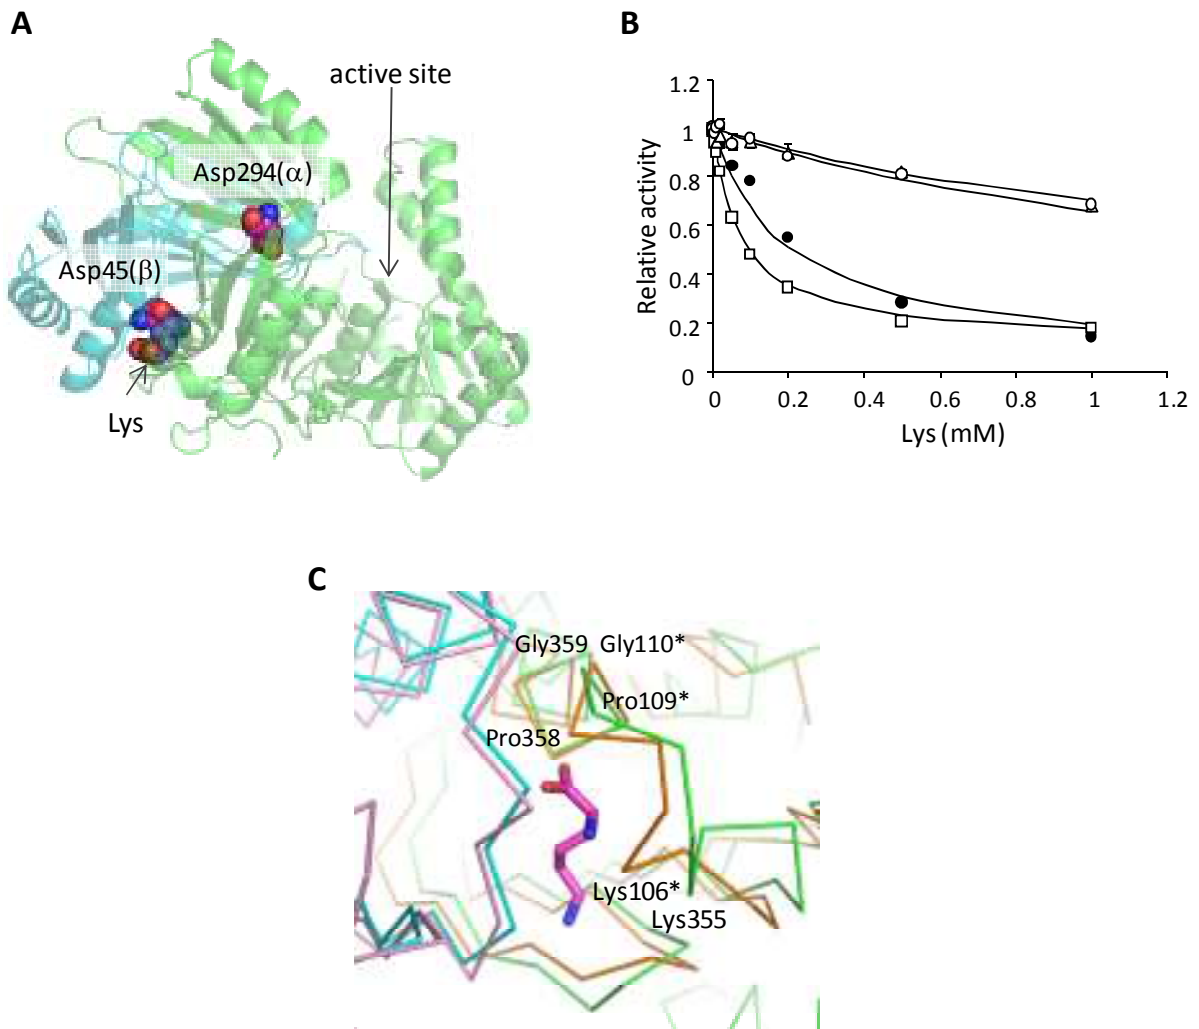 A
active site
Asp294(α)
Asp45(β)
Lys
B
1.2
1
0.8
0.6
0.4
0.2
0
0 0.2 0.4 0.6 0.8 1 1.2
Relative activity
Lys (mM)
C
Gly359 Gly110*
Pro109*
Pro358
Lys106*
Lys355